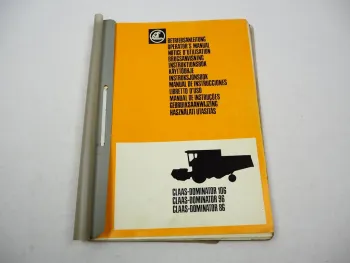 BETRIEBSANLEITUNG
OPERATOR'S MANUAL
NOTICE D'UTILISATION
BRUGSANVISNING
INSTRUKTIONSBOK
KÄYTTÖOHJE
INSTRUKSJONSBOK
MANUAL DE INSTRUCCIONES
LIBRETTO D'USO
MANUAL DE INSTRUÇÕES
GEBRUIKSAANWIJZING
HASZNÁLATI UTASITÁS
CLAAS-DOMINATOR 106
CLAAS-DOMINATOR 96
CLAAS-DOMINATOR 86